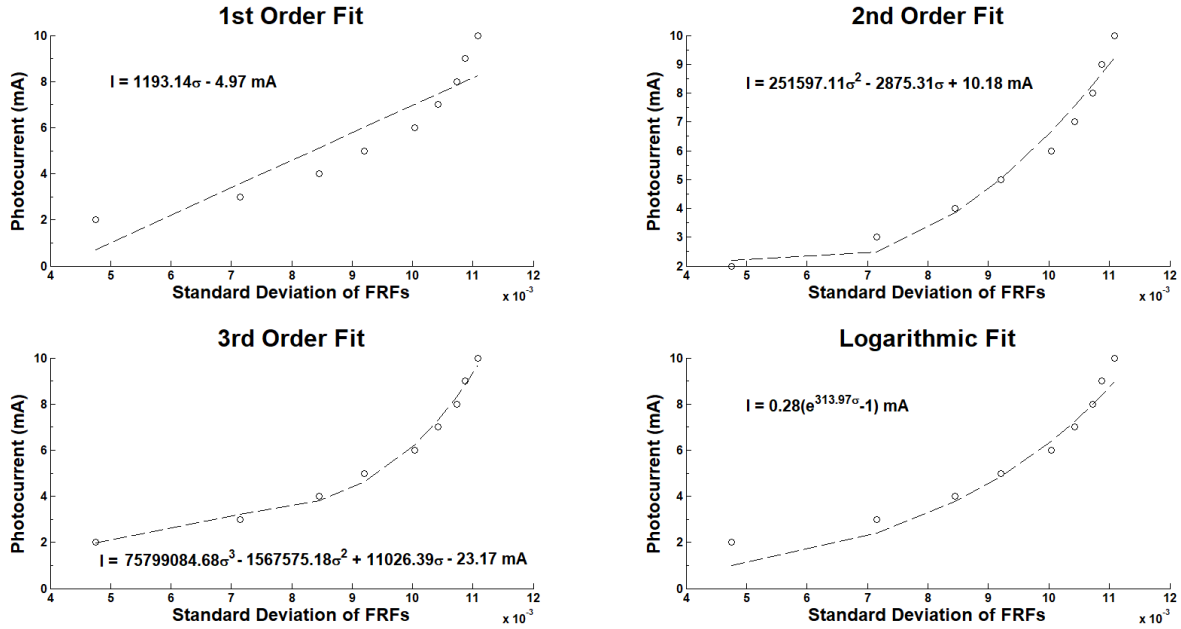 1st Order Fit
10
8
6
4
2
0
Photocurrent (mA)
I = 1193.14σ - 4.97 mA
4 5 6 7 8 9 10 11 12
Standard Deviation of FRFs
x 10⁻³
2nd Order Fit
10
9
8
7
6
5
4
3
2
Photocurrent (mA)
I = 251597.11σ² - 2875.31σ + 10.18 mA
4 5 6 7 8 9 10 11 12
Standard Deviation of FRFs
x 10⁻³
3rd Order Fit
10
8
6
4
2
0
Photocurrent (mA)
I = 75799084.68σ³ - 1567575.18σ² + 11026.39σ - 23.17 mA
4 5 6 7 8 9 10 11 12
Standard Deviation of FRFs
x 10⁻³
Logarithmic Fit
10
8
6
4
2
0
Photocurrent (mA)
I = 0.28(e^313.97σ-1) mA
4 5 6 7 8 9 10 11 12
Standard Deviation of FRFs
x 10⁻³